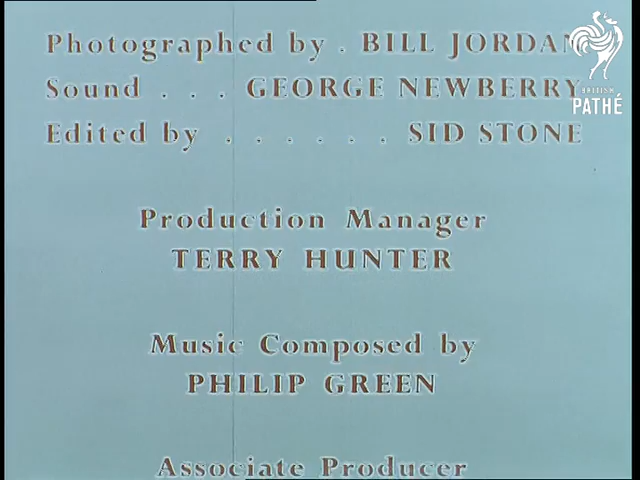 Photographed by . BILL JORDAN
Sound . . . GEORGE NEWBERRY
Edited by . . . . . . SID STONE
BRITISH
PATHÉ
Production Manager
TERRY HUNTER
Music Composed by
PHILIP GREEN
Associate Producer